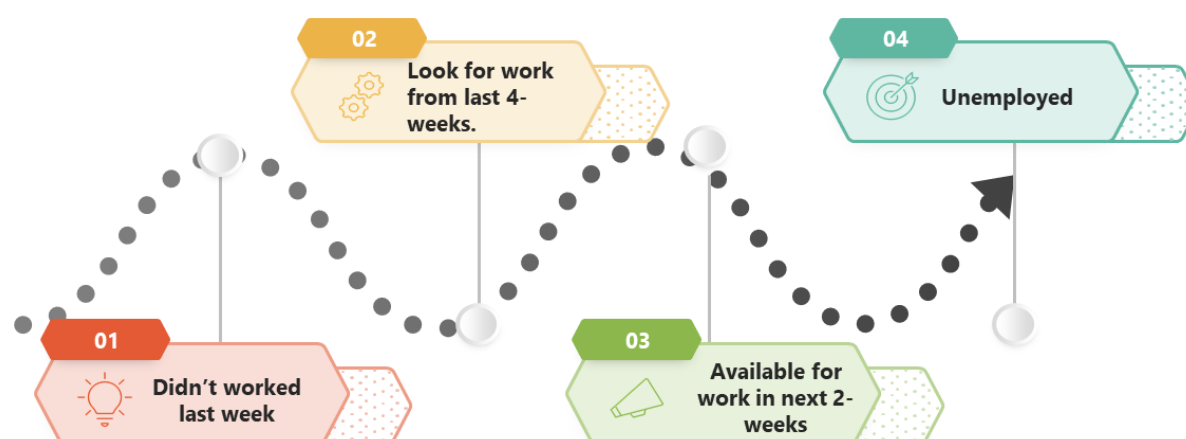 01
Didn't worked
last week
02
Look for work
from last 4-
weeks.
03
Available for
work in next 2-
weeks
04
Unemployed